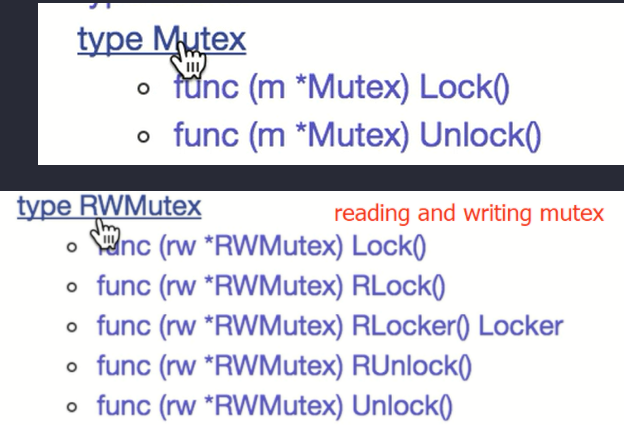 type Mutex
func (m *Mutex) Lock()
func (m *Mutex) Unlock()
type RWMutex
reading and writing mutex
func (rw *RWMutex) Lock()
func (rw *RWMutex) RLock()
func (rw *RWMutex) RLocker() Locker
func (rw *RWMutex) RUnlock()
func (rw *RWMutex) Unlock()